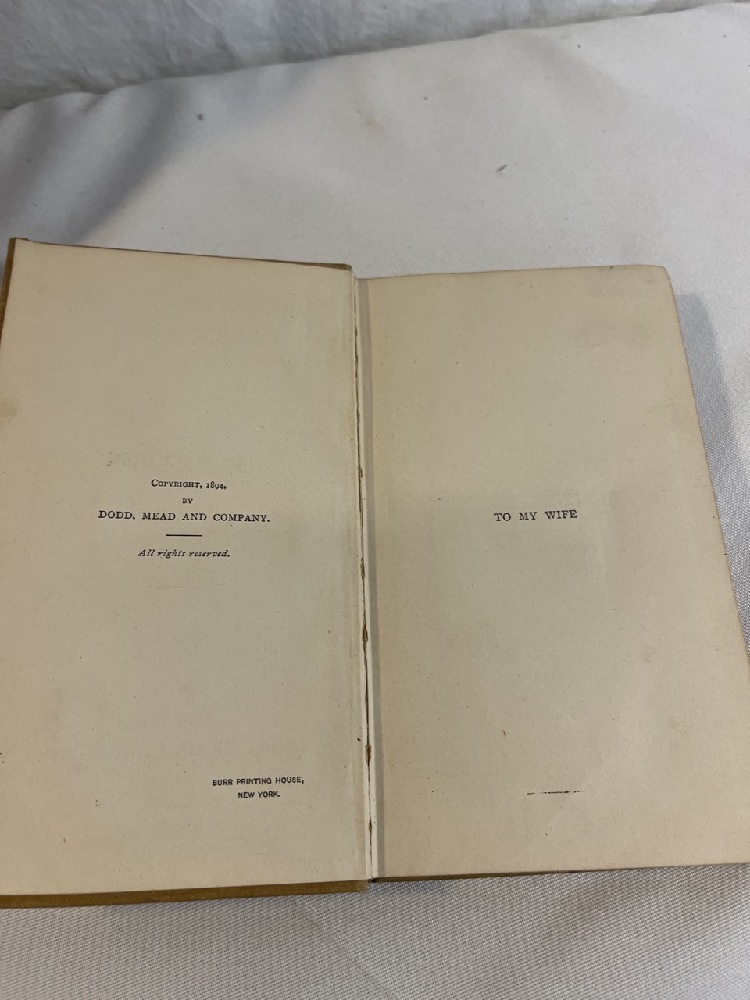 COPYRIGHT, 1894,
BY
DODD, MEAD AND COMPANY.
All rights reserved.
BURR PRINTING HOUSE,
NEW YORK.
TO MY WIFE